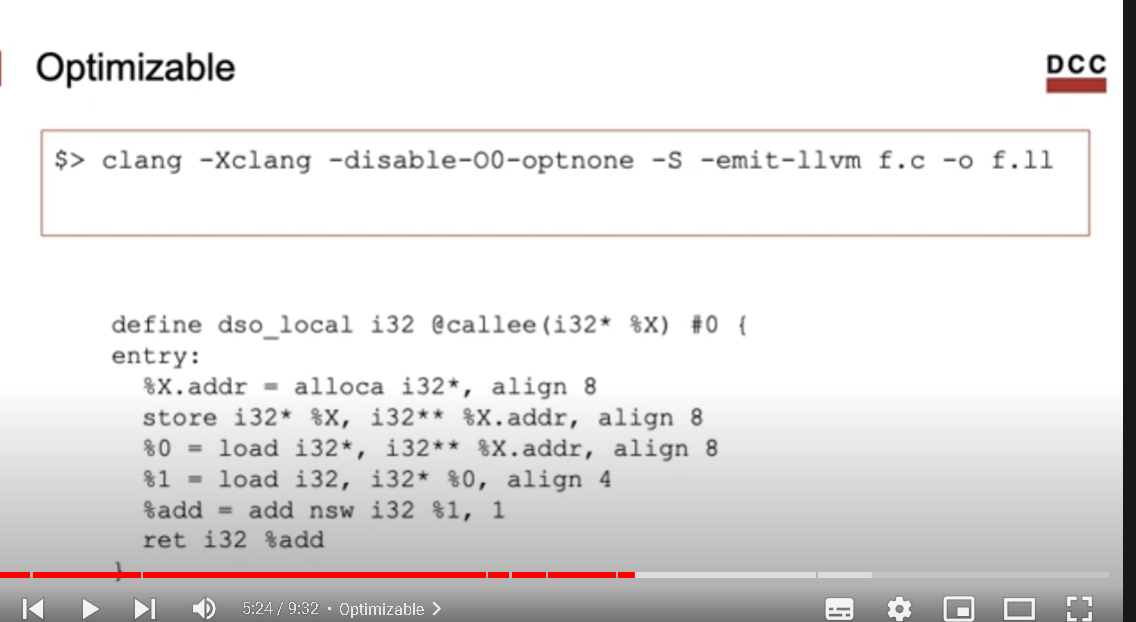 Optimizable
DCC
$> clang -Xclang -disable-O0-optnone -S -emit-llvm f.c -o f.ll
define dso_local i32 @callee(i32* %X) #0 {
entry:
%X.addr = alloca i32*, align 8
store i32* %X, i32** %X.addr, align 8
%0 = load i32*, i32** %X.addr, align 8
%1 = load i32, i32* %0, align 4
%add = add nsw i32 %1, 1
ret i32 %add
}
5:24 / 9:32 • Optimizable >